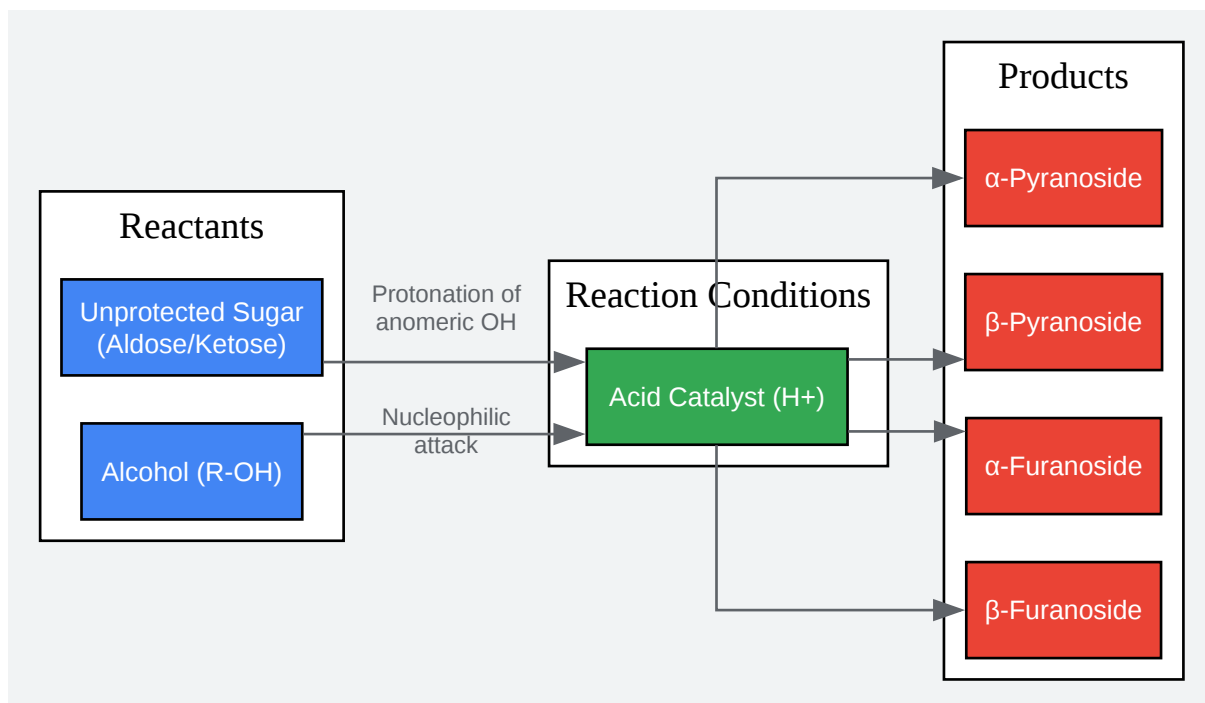 Reactants
Unprotected Sugar
(Aldose/Ketose)
Alcohol (R-OH)
Protonation of
anomeric OH
Nucleophilic
attack
Reaction Conditions
Acid Catalyst (H+)
Products
α-Pyranoside
β-Pyranoside
α-Furanoside
β-Furanoside